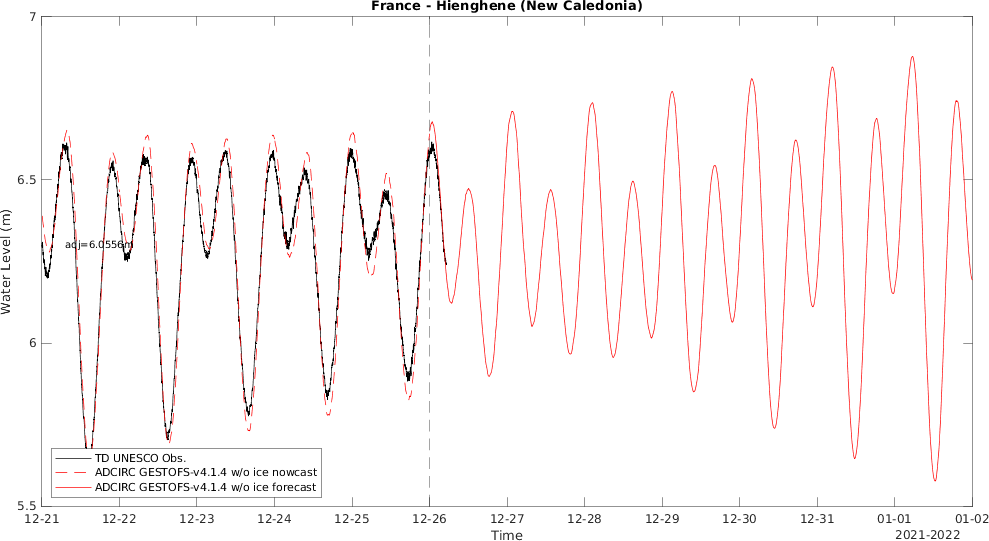 France - Hienghene (New Caledonia)
7
6.5
6
5.5
Water Level (m)
adj=6.0556m
TD UNESCO Obs.
ADCIRC GESTOFS-v4.1.4 w/o ice nowcast
ADCIRC GESTOFS-v4.1.4 w/o ice forecast
12-21 12-22 12-23 12-24 12-25 12-26 12-27 12-28 12-29 12-30 12-31 01-01 01-02
Time
2021-2022